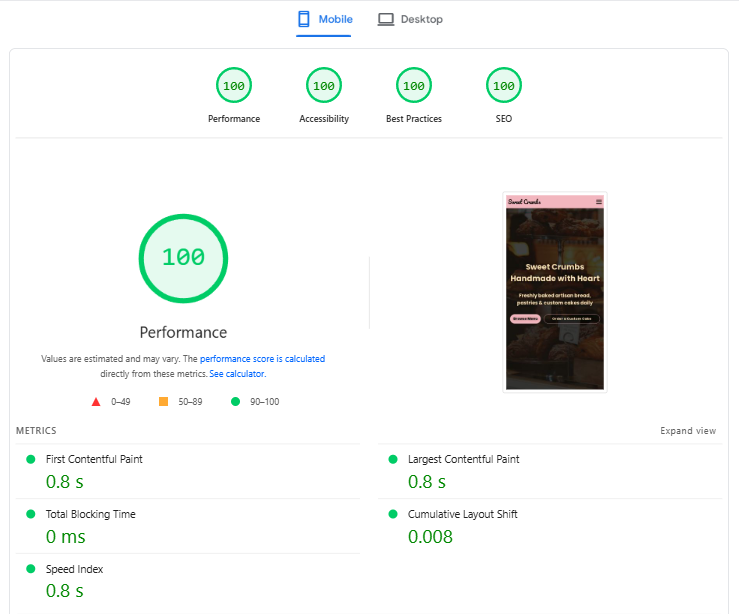 Mobile
Desktop
100
100
100
100
Performance
Accessibility
Best Practices
SEO
100
Performance
Values are estimated and may vary. The performance score is calculated
directly from these metrics. See calculator.
0–49
50–89
90–100
Sweet Crumbs
Sweet Crumbs
Handmade with Heart
Freshly baked artisan bread,
pastries & custom cakes daily
Browse Menu
Order a Custom Cake
METRICS
Expand view
First Contentful Paint
0.8 s
Largest Contentful Paint
0.8 s
Total Blocking Time
0 ms
Cumulative Layout Shift
0.008
Speed Index
0.8 s